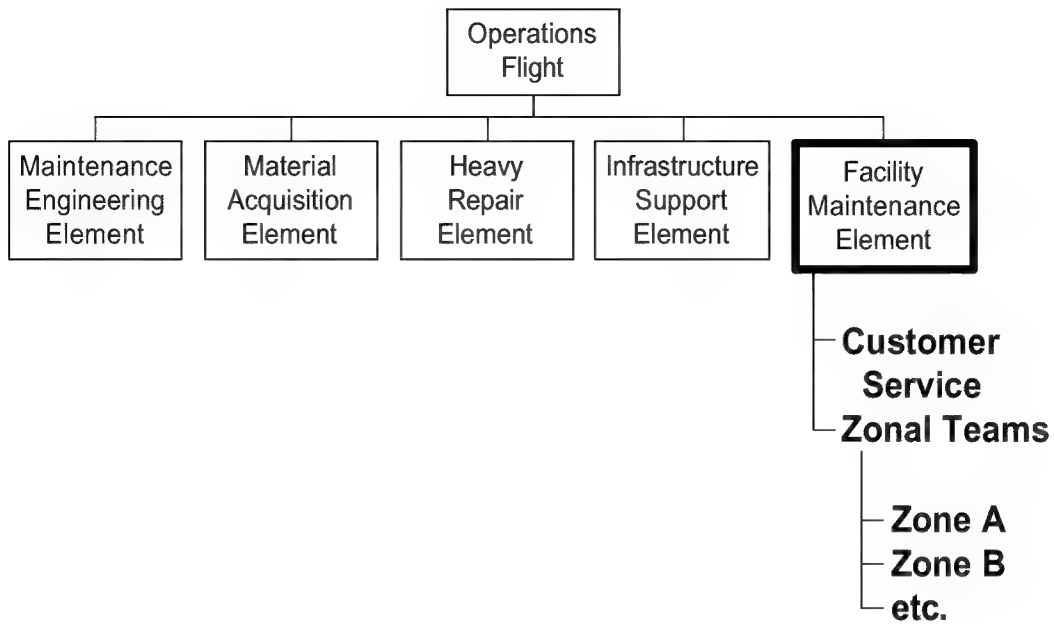 Operations
Flight
Maintenance
Engineering
Element
Material
Acquisition
Element
Heavy
Repair
Element
Infrastructure
Support
Element
Facility
Maintenance
Element
Customer
Service
Zonal Teams
Zone A
Zone B
etc.